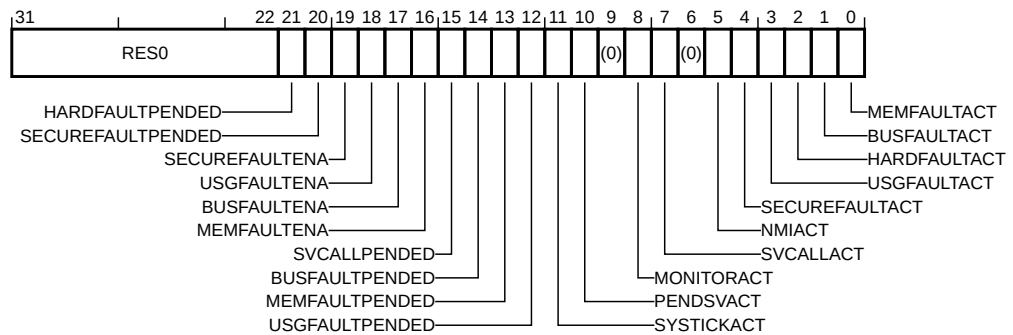 31 22 21 20 19 18 17 16 15 14 13 12 11 10 9 8 7 6 5 4 3 2 1 0
RES0 (0) (0)
HARDFAULTPENDED MEMFAULTACT
SECUREFAULTPENDED BUSFAULTACT
SECUREFAULTENA HARDFAULTACT
USGFAULTENA USGFAULTACT
BUSFAULTENA SECUREFAULTACT
MEMFAULTENA NMIACT
SVCALLPENDED SVCALLACT
BUSFAULTPENDED MONITORACT
MEMFAULTPENDED PENDSVACT
USGFAULTPENDED SYSTICKACT